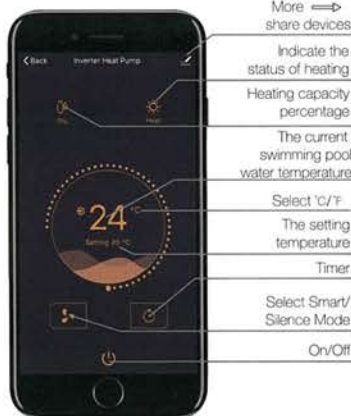 More ⇒
share devices
Back
Inverter Heat Pump
Indicate the
status of heating
Heat
Heating capacity
percentage
The current
swimming pool
water temperature
24 °C
Select °C/°F
Setting
The setting
temperature
Timer
Select Smart/
Silence Mode
On/Off